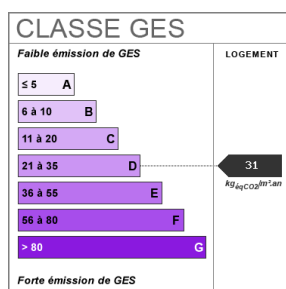 CLASSE GES
Faible émission de GES
LOGEMENT
≤ 5 A
6 à 10 B
11 à 20 C
21 à 35 D
31
kgéqCO2/m².an
36 à 55 E
56 à 80 F
> 80 G
Forte émission de GES